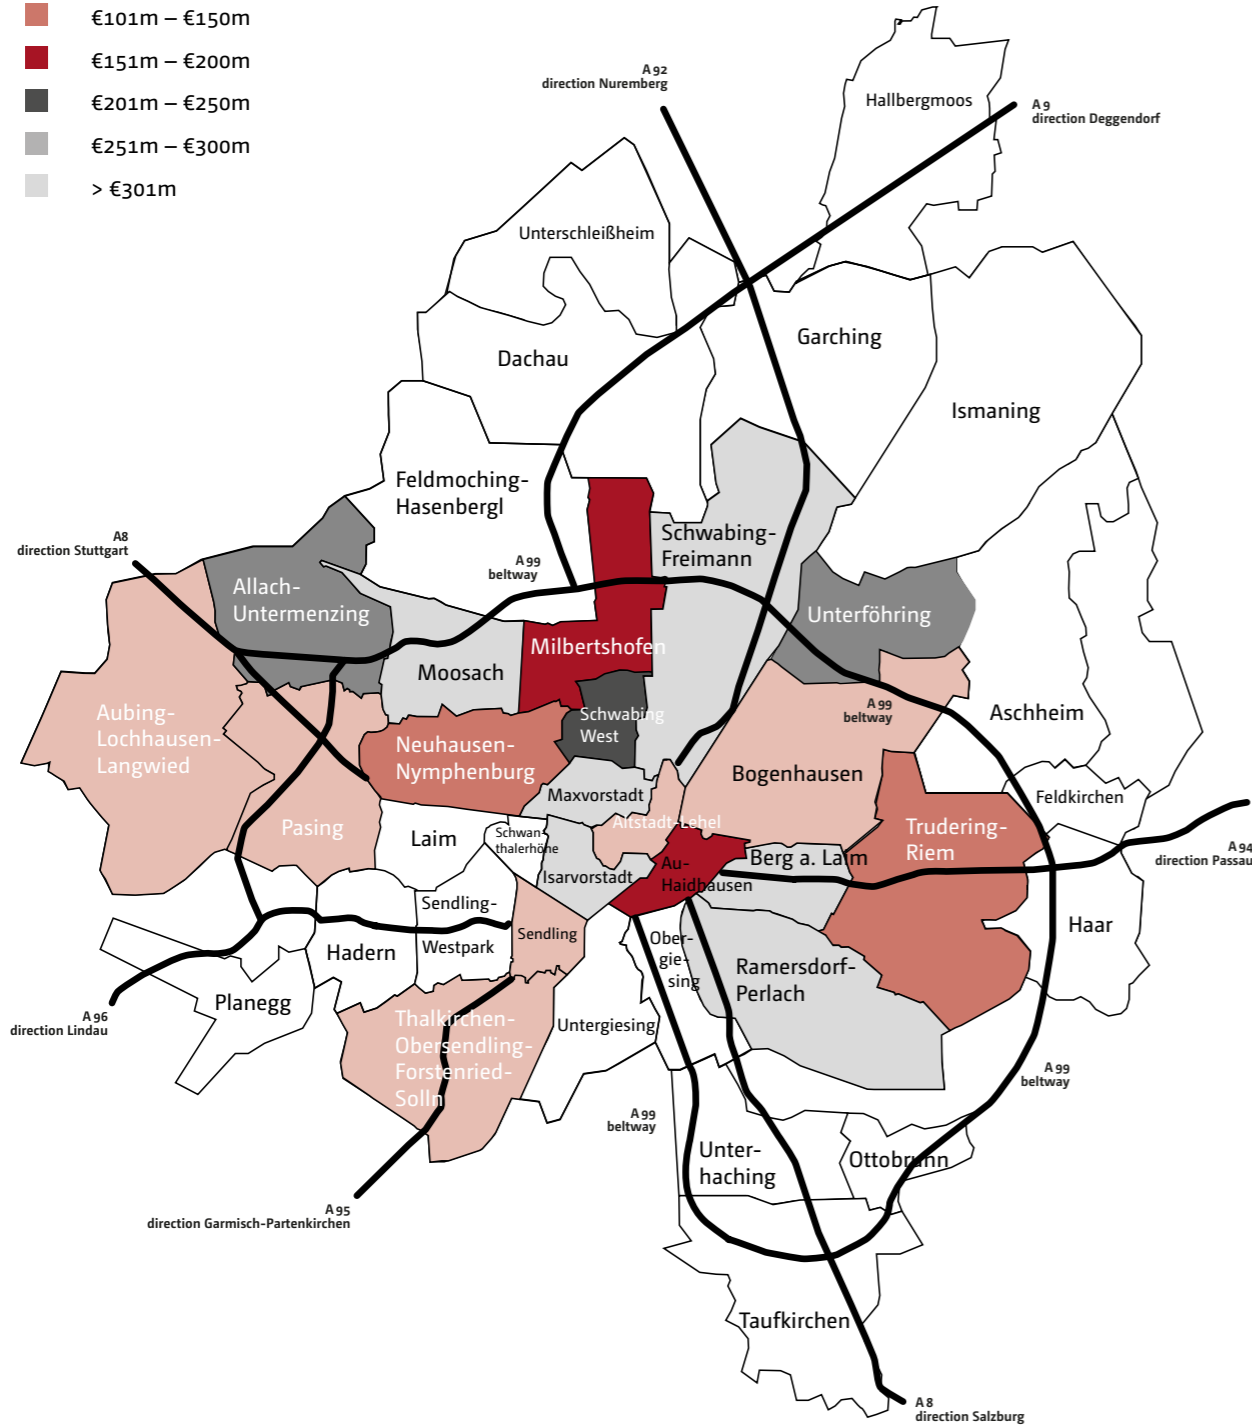 €101m – €150m
€151m – €200m
€201m – €250m
€251m – €300m
> €301m
A 92
direction Nuremberg
Hallbergmoos
A 9
direction Deggendorf
Unterschleißheim
Garching
Dachau
Ismaning
Feldmoching-
Hasenbergl
Schwabing-
Freimann
A8
direction Stuttgart
A 99
beltway
Allach-
Untermenzing
Unterföhring
Milbertshofen
Moosach
Aubing-
Lochhausen-
Langwied
Schwabing
West
A 99
beltway
Aschheim
Neuhausen-
Nymphenburg
Bogenhausen
Maxvorstadt
Feldkirchen
Pasing
Laim
Schwan-
thalerhöhe
Altstadt-Lehel
Trudering-
Riem
A 94
direction Passau
Isarvorstadt
Au-
Haidhausen
Berg a. Laim
Sendling-
Westpark
Sendling
Hadern
Haar
Ober-
gie-
sing
Ramersdorf-
Perlach
Planegg
A 96
direction Lindau
Thalkirchen-
Obersendling-
Forstenried-
Solln
Untergiesing
A 99
beltway
A 99
beltway
Unter-
haching
Ottobrunn
A 95
direction Garmisch-Partenkirchen
Taufkirchen
A 8
direction Salzburg